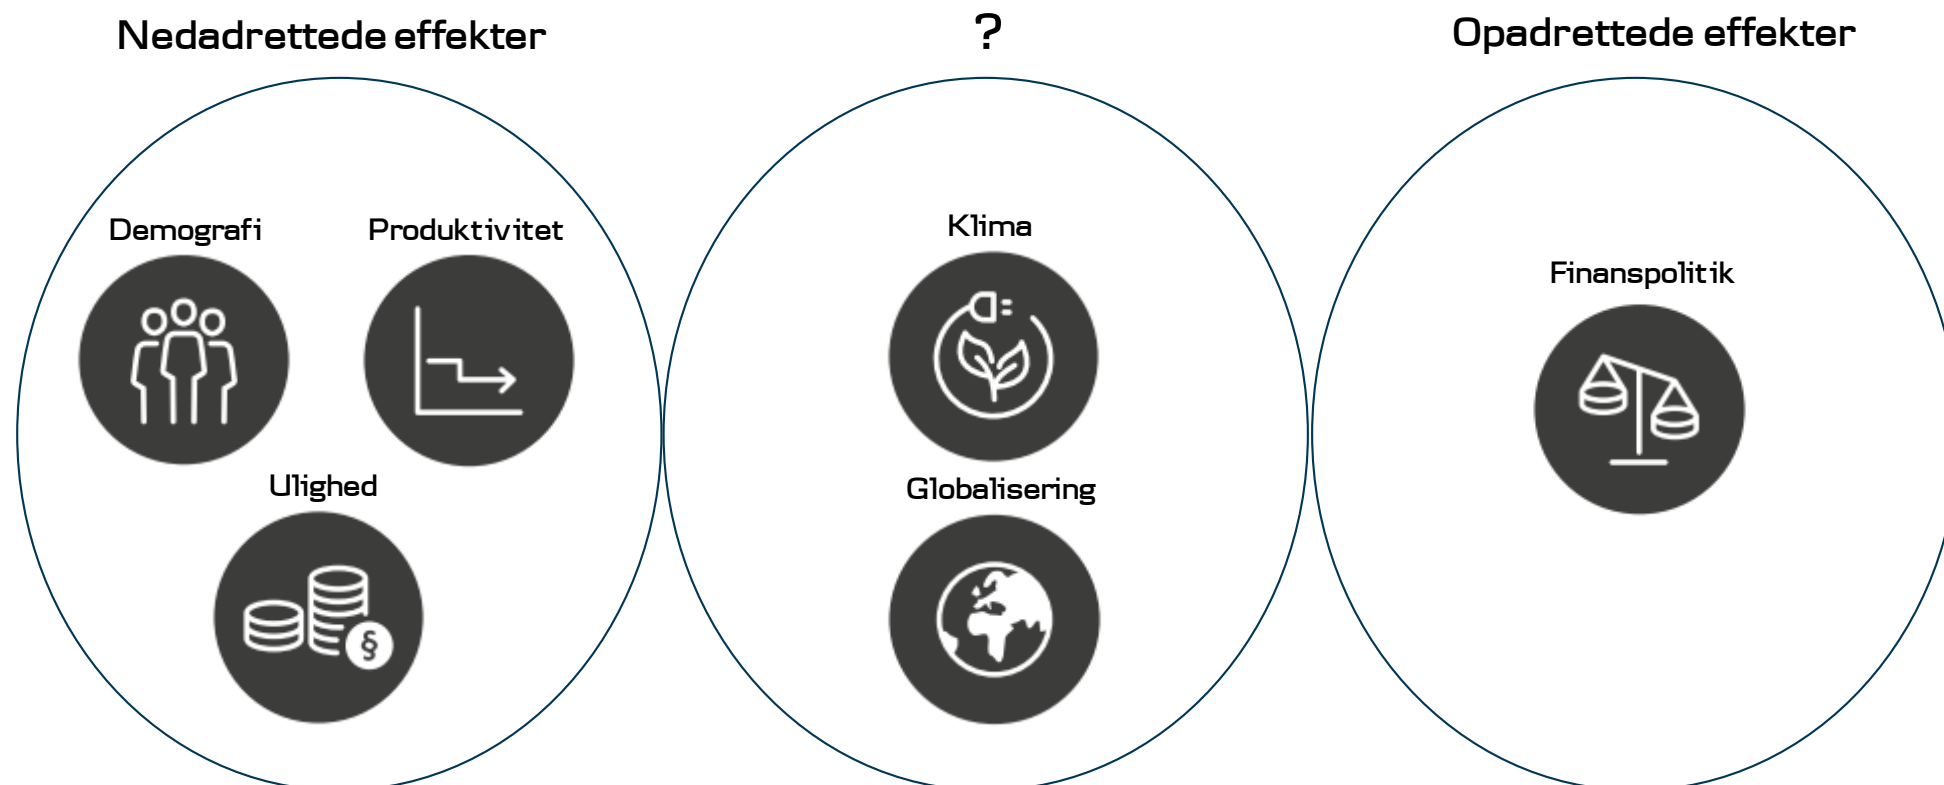 Nedadrettede effekter
?
Opadrettede effekter
Demografi
Produktivitet
Ulighed
§
Klima
Globalisering
Finanspolitik